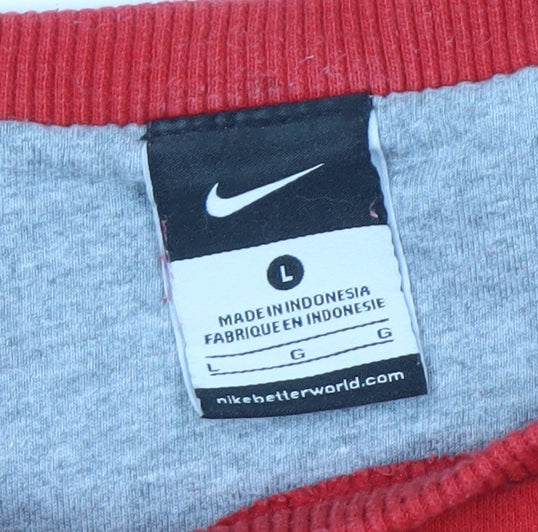 L
MADE IN INDONESIA
FABRIQUE EN INDONESIE
L G G
nikebetterworld.com